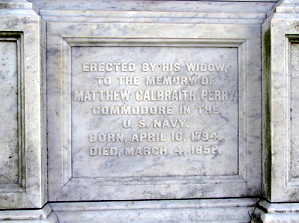 ERECTED BY HIS WIDOW,
TO THE MEMORY OF
MATTHEW CALBRAITH PERRY,
COMMODORE IN THE
U.S. NAVY.
BORN, APRIL 10, 1794.
DIED, MARCH 4, 1858.